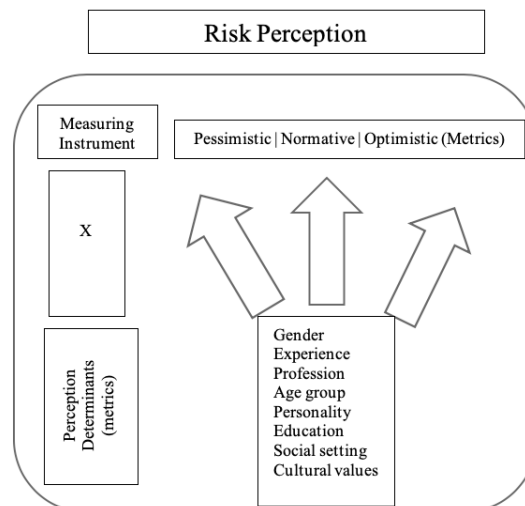 Risk Perception
Measuring
Instrument
Pessimistic | Normative | Optimistic (Metrics)
X
Perception
Determinants
(metrics)
Gender
Experience
Profession
Age group
Personality
Education
Social setting
Cultural values